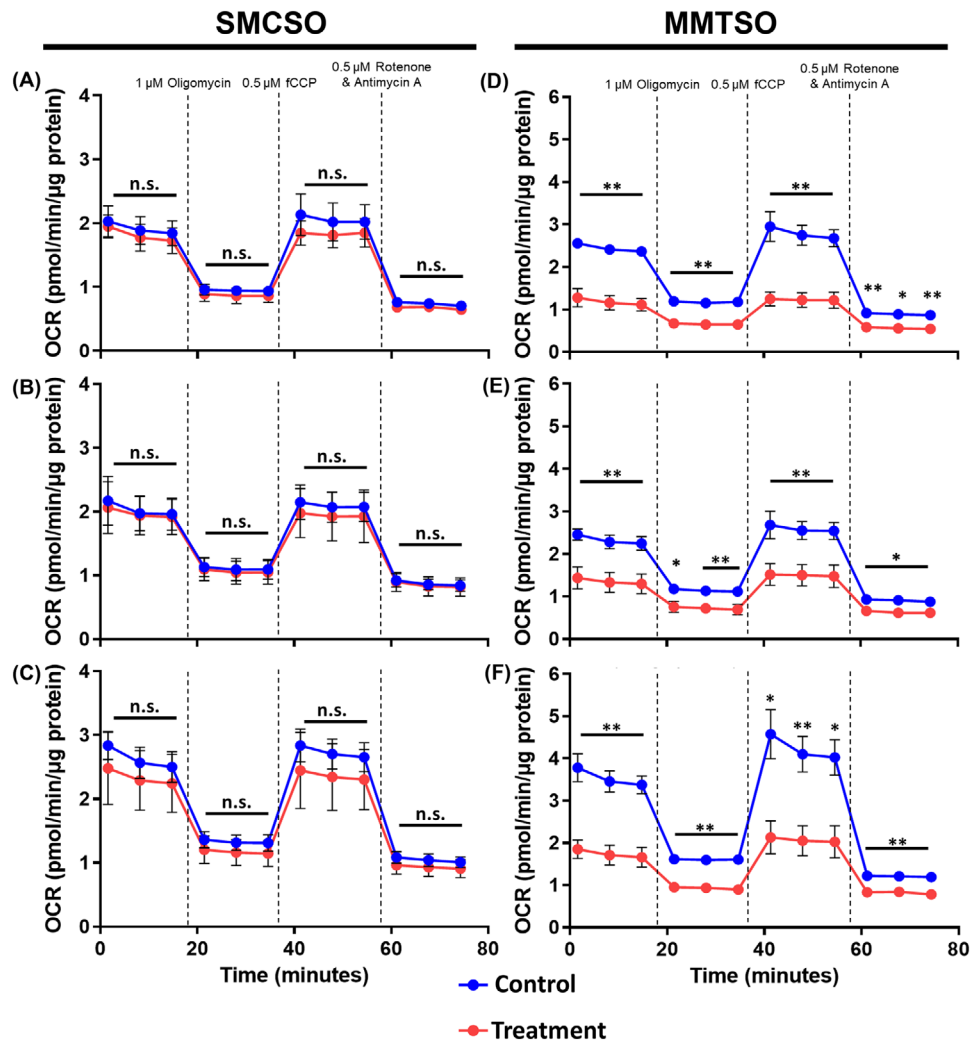 SMCSO
MMTSO
(A)
1 µM Oligomycin
0.5 µM fCCP
0.5 µM Rotenone
& Antimycin A
OCR (pmol/min/µg protein)
4
3
2
1
0
n.s.
n.s.
n.s.
n.s.
(D)
1 µM Oligomycin
0.5 µM fCCP
0.5 µM Rotenone
& Antimycin A
OCR (pmol/min/µg protein)
6
5
4
3
2
1
0
**
**
**
** * **
(B)
OCR (pmol/min/µg protein)
4
3
2
1
0
n.s.
n.s.
n.s.
n.s.
(E)
OCR (pmol/min/µg protein)
6
5
4
3
2
1
0
**
* **
**
*
(C)
OCR (pmol/min/µg protein)
4
3
2
1
0
n.s.
n.s.
n.s.
n.s.
0 20 40 60 80
Time (minutes)
(F)
OCR (pmol/min/µg protein)
6
5
4
3
2
1
0
**
**
* ** *
**
0 20 40 60 80
Time (minutes)
Control
Treatment